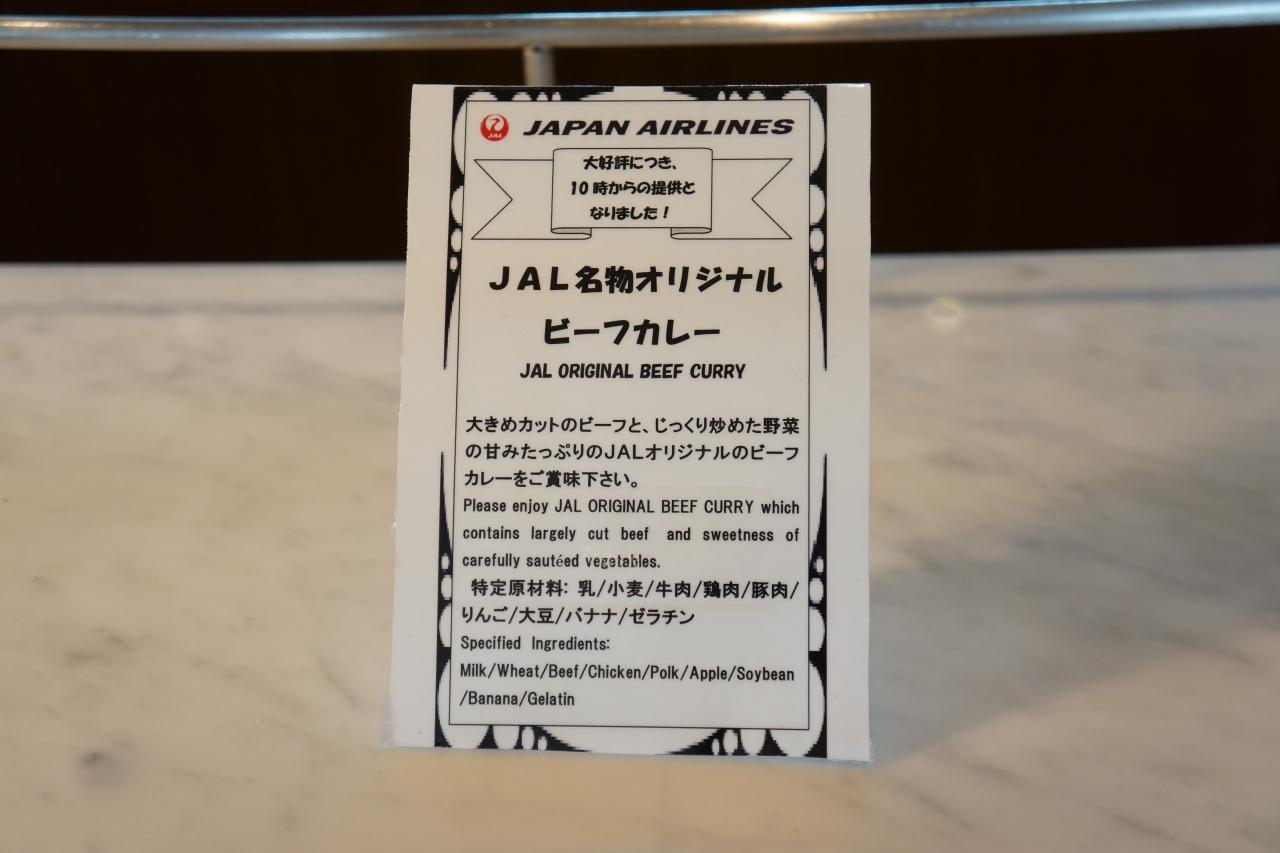 JAL
JAPAN AIRLINES
大好評につき、
10時からの提供と
なりました！
ＪＡＬ名物オリジナル
ビーフカレー
JAL ORIGINAL BEEF CURRY
大きめカットのビーフと、じっくり炒めた野菜
の甘みたっぷりのJALオリジナルのビーフ
カレーをご賞味下さい。
Please enjoy JAL ORIGINAL BEEF CURRY which
contains largely cut beef and sweetness of
carefully sautéed vegetables.
特定原材料: 乳/小麦/牛肉/鶏肉/豚肉/
りんご/大豆/バナナ/ゼラチン
Specified Ingredients:
Milk/Wheat/Beef/Chicken/Polk/Apple/Soybean
/Banana/Gelatin